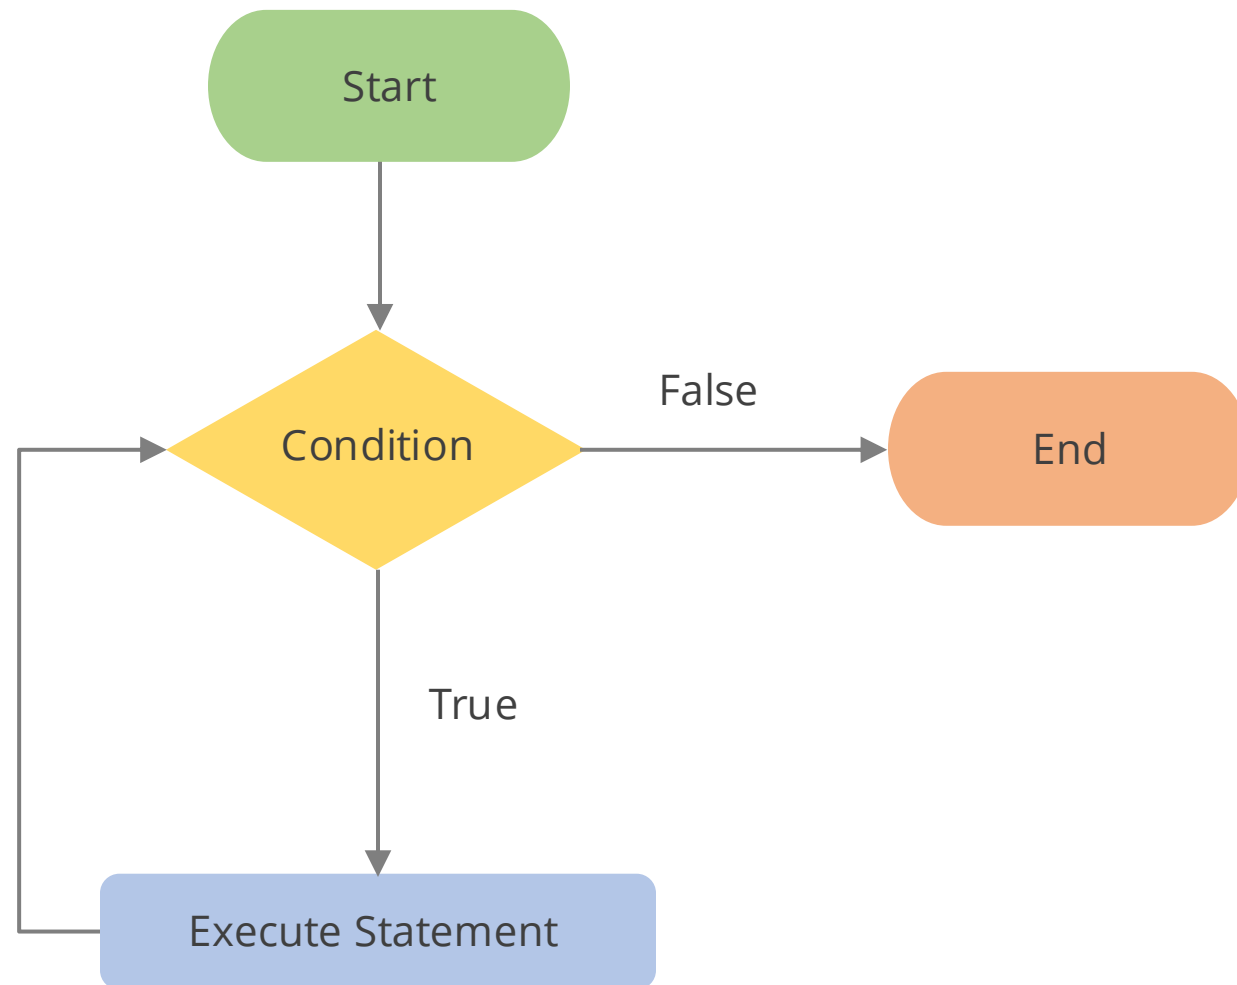 Start
Condition
False
End
True
Execute Statement